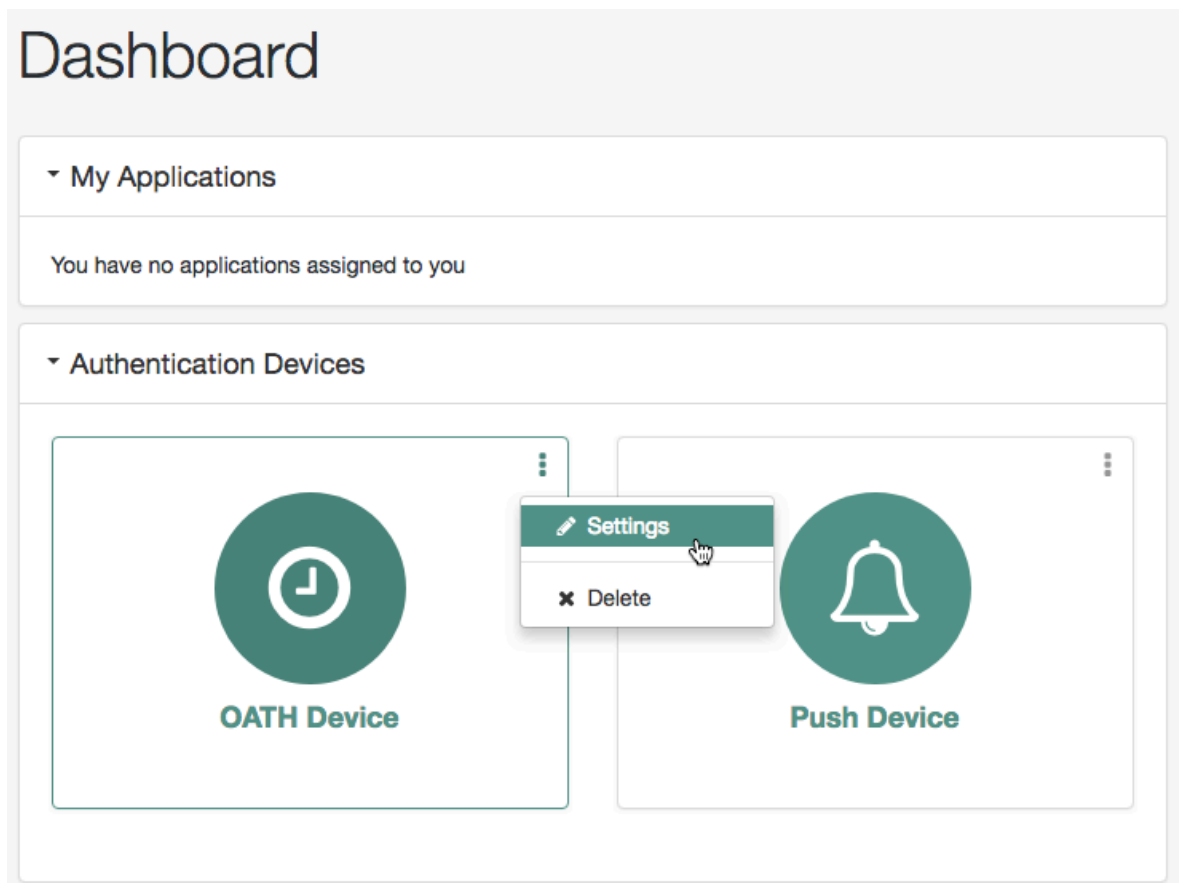 Dashboard
My Applications
You have no applications assigned to you
Authentication Devices
Settings
Delete
OATH Device
Push Device